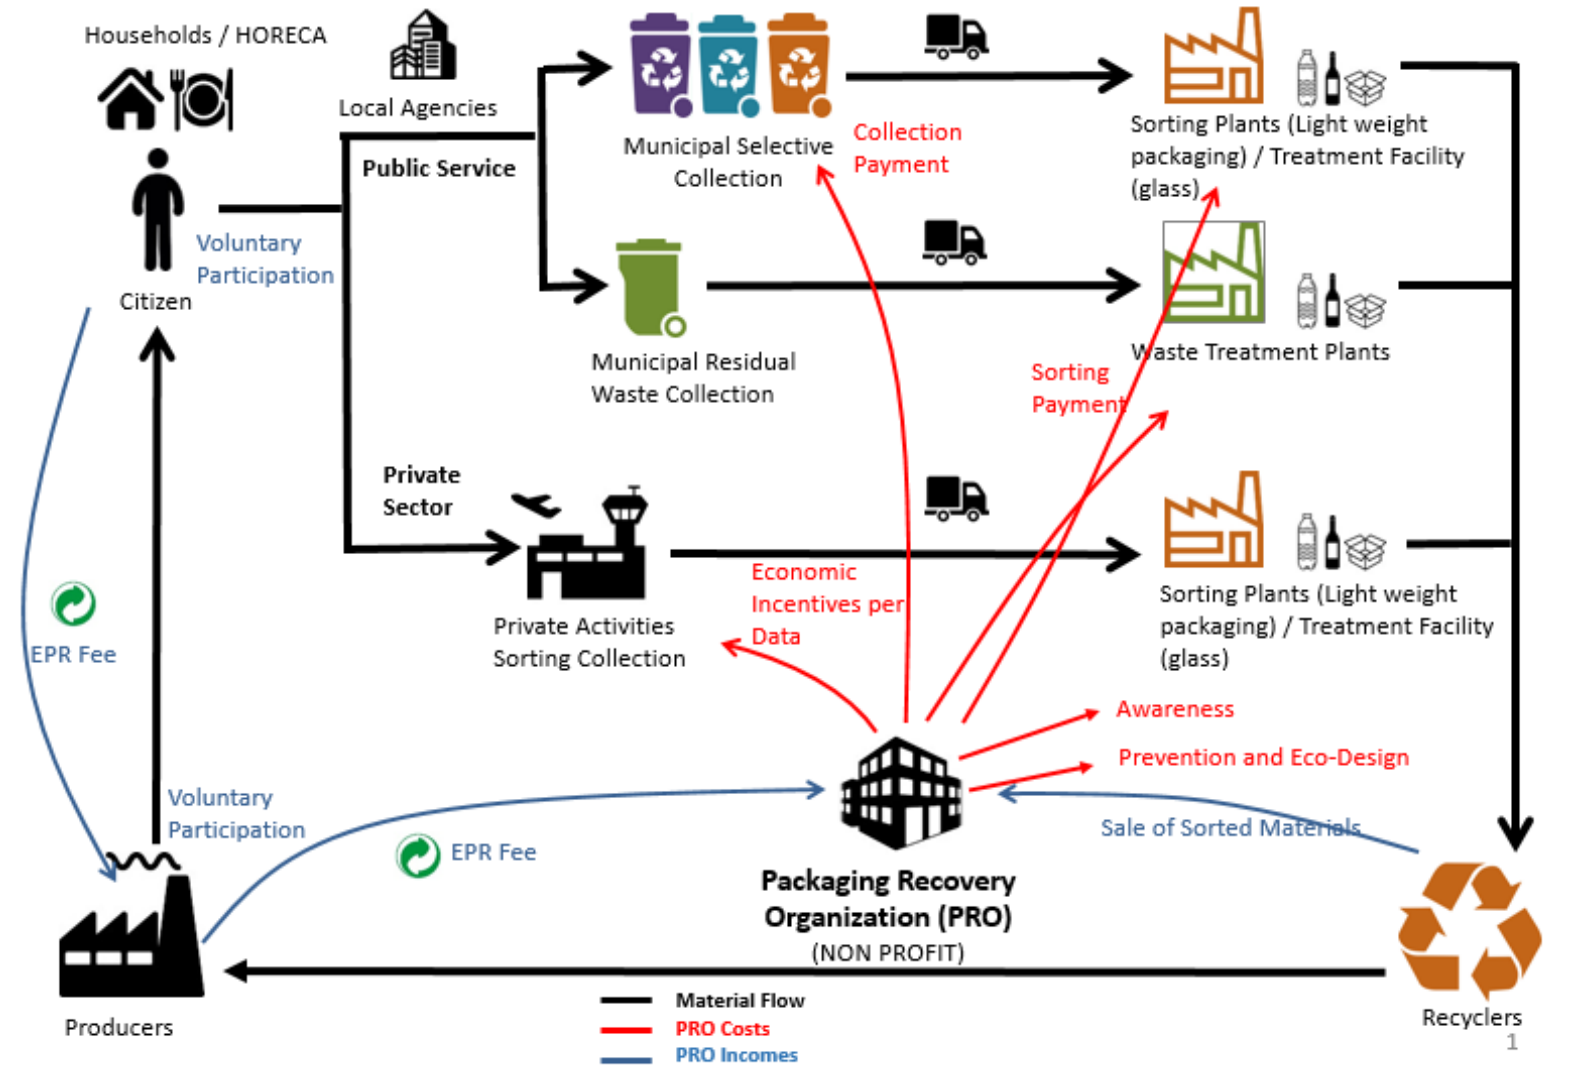 Households / HORECA
Local Agencies
Public Service
Municipal Selective
Collection
Collection
Payment
Sorting Plants (Light weight
packaging) / Treatment Facility
(glass)
Voluntary
Participation
Citizen
Municipal Residual
Waste Collection
Waste Treatment Plants
Sorting
Payment
Private
Sector
Economic
Incentives per
Data
Private Activities
Sorting Collection
Sorting Plants (Light weight
packaging) / Treatment Facility
(glass)
EPR Fee
Awareness
Prevention and Eco-Design
Voluntary
Participation
EPR Fee
Sale of Sorted Materials
Packaging Recovery
Organization (PRO)
(NON PROFIT)
Producers
Material Flow
PRO Costs
PRO Incomes
Recyclers
1